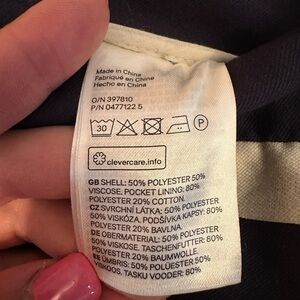 Made in China
Fabriqué en Chine
Hecho en China
O/N 397810
P/N 0477122 5
30
P
clevercare.info
GB SHELL: 50% POLYESTER 50%
VISCOSE. POCKET LINING: 80%
POLYESTER 20% COTTON.
CZ SVRCHNÍ LÁTKA: 50% POLYESTER
50% VISKÓZA. PODŠÍVKA KAPSY: 80%
POLYESTER 20% BAVLNA.
DE OBERMATERIAL: 50% POLYESTER
50% VISKOSE. TASCHENFUTTER: 80%
POLYESTER 20% BAUMWOLLE.
EE ÜMBRIS: 50% POLÜESTER 50%
VISKOOS. TASKU VOODER: 80%